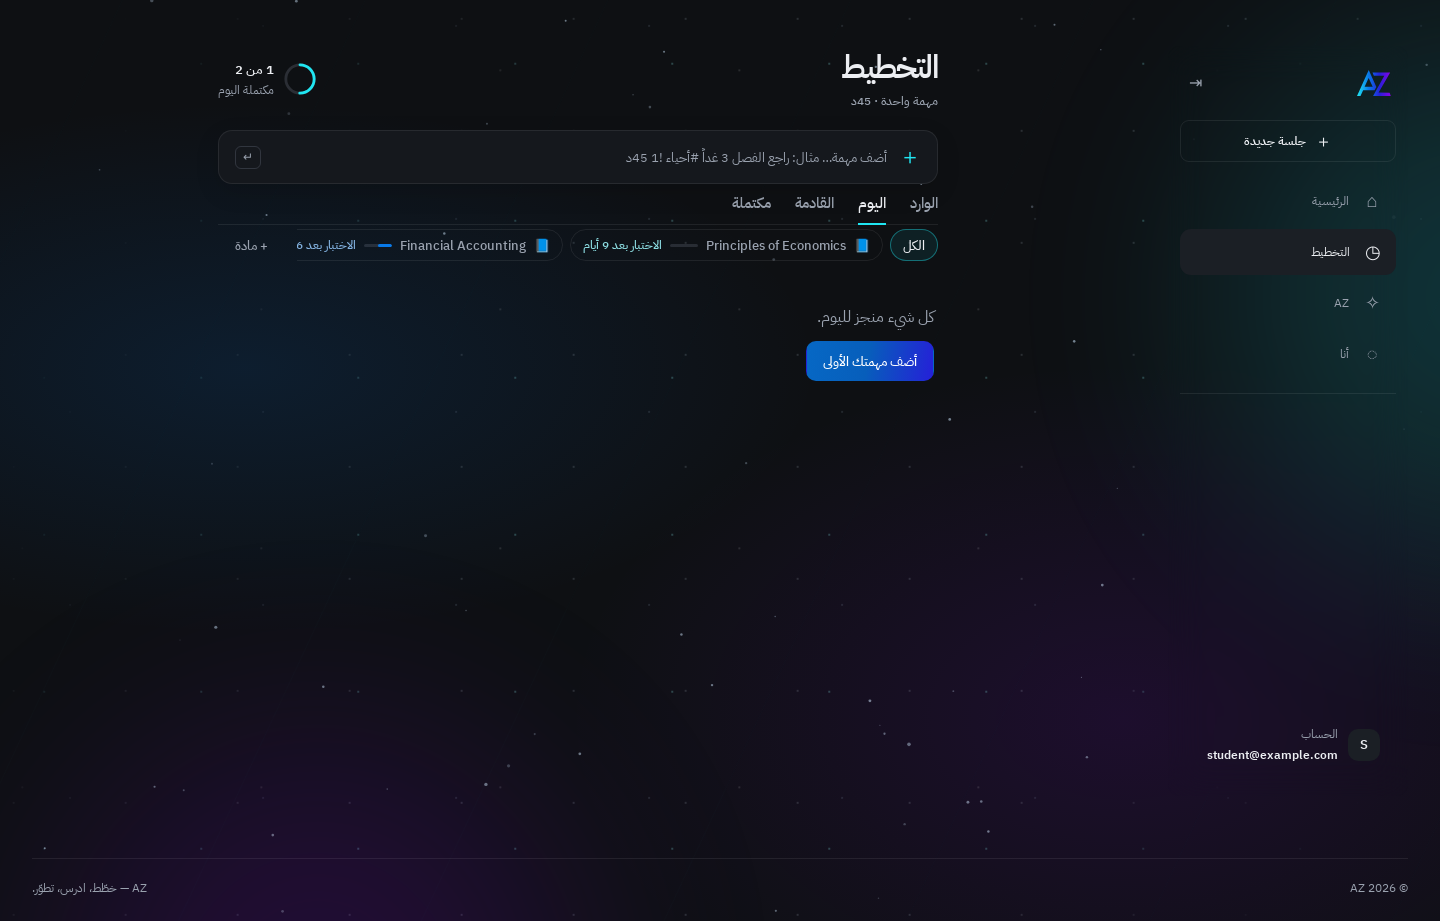 AZ
جلسة جديدة
الرئيسية
التخطيط
AZ
أنا
الحساب
S
student@example.com
التخطيط
مهمة واحدة · 45د
1 من 2
مكتملة اليوم
+ أضف مهمة... مثال: راجع الفصل 3 غداً #أحياء !1 45د
الوارد اليوم القادمة مكتملة
الكل
Principles of Economics الاختبار بعد 9 أيام
Financial Accounting الاختبار بعد 6
+ مادة
كل شيء منجز لليوم.
أضف مهمتك الأولى
© 2026 AZ
AZ — خطّط، ادرس، تطوّر.